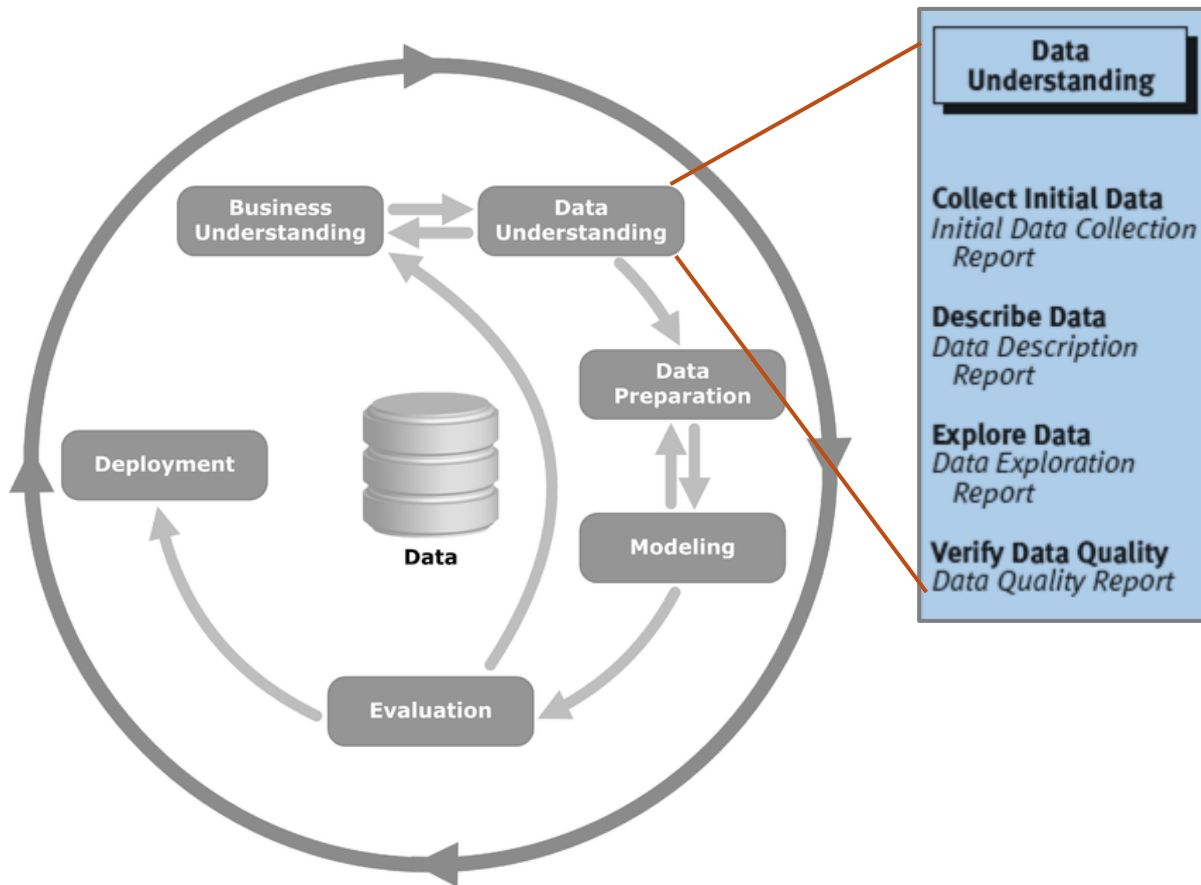 Business
Understanding
Data
Understanding
Data
Preparation
Modeling
Evaluation
Deployment
Data
Data
Understanding
Collect Initial Data
Initial Data Collection
Report
Describe Data
Data Description
Report
Explore Data
Data Exploration
Report
Verify Data Quality
Data Quality Report